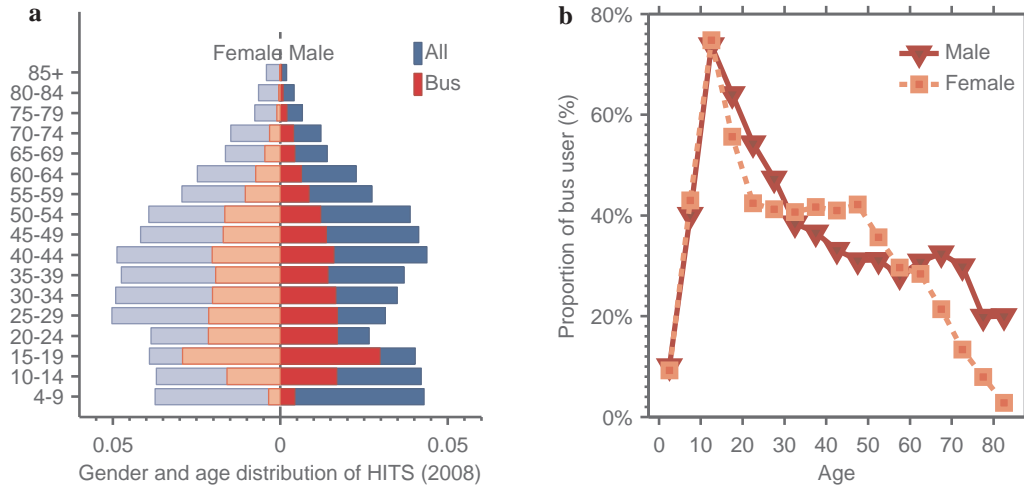 a
Female Male
All
Bus
85+
80-84
75-79
70-74
65-69
60-64
55-59
50-54
45-49
40-44
35-39
30-34
25-29
20-24
15-19
10-14
4-9
0.05 0 0.05
Gender and age distribution of HITS (2008)
b
80%
60%
40%
20%
0%
Proportion of bus user (%)
Male
Female
0 10 20 30 40 50 60 70 80
Age